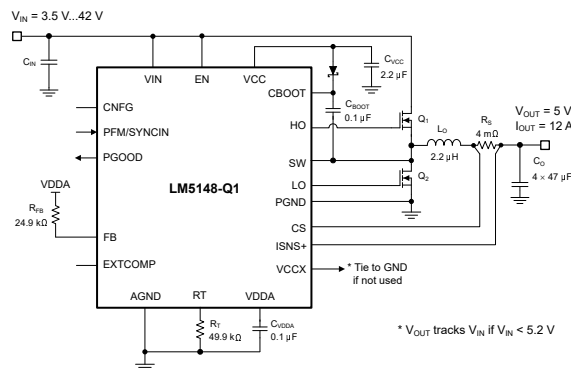 VIN = 3.5 V...42 V
CIN
VIN
EN
VCC
CVCC
2.2 μF
CBOOT
CBOOT
0.1 μF
CNFG
PFM/SYNCIN
PGOOD
HO
Q1
LO
2.2 μH
RS
4 mΩ
VOUT = 5 V
IOUT = 12 A
SW
CO
4 × 47 μF
VDDA
LM5148-Q1
LO
Q2
RFB
24.9 kΩ
PGND
FB
CS
ISNS+
EXTCOMP
VCCX
* Tie to GND
if not used
AGND
RT
VDDA
RT
49.9 kΩ
CVDDA
0.1 μF
* VOUT tracks VIN if VIN < 5.2 V